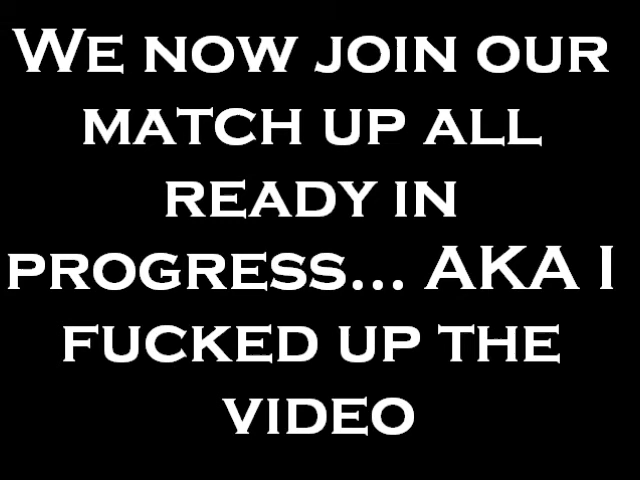 We now join our
match up all
ready in
progress... AKA I
fucked up the
video